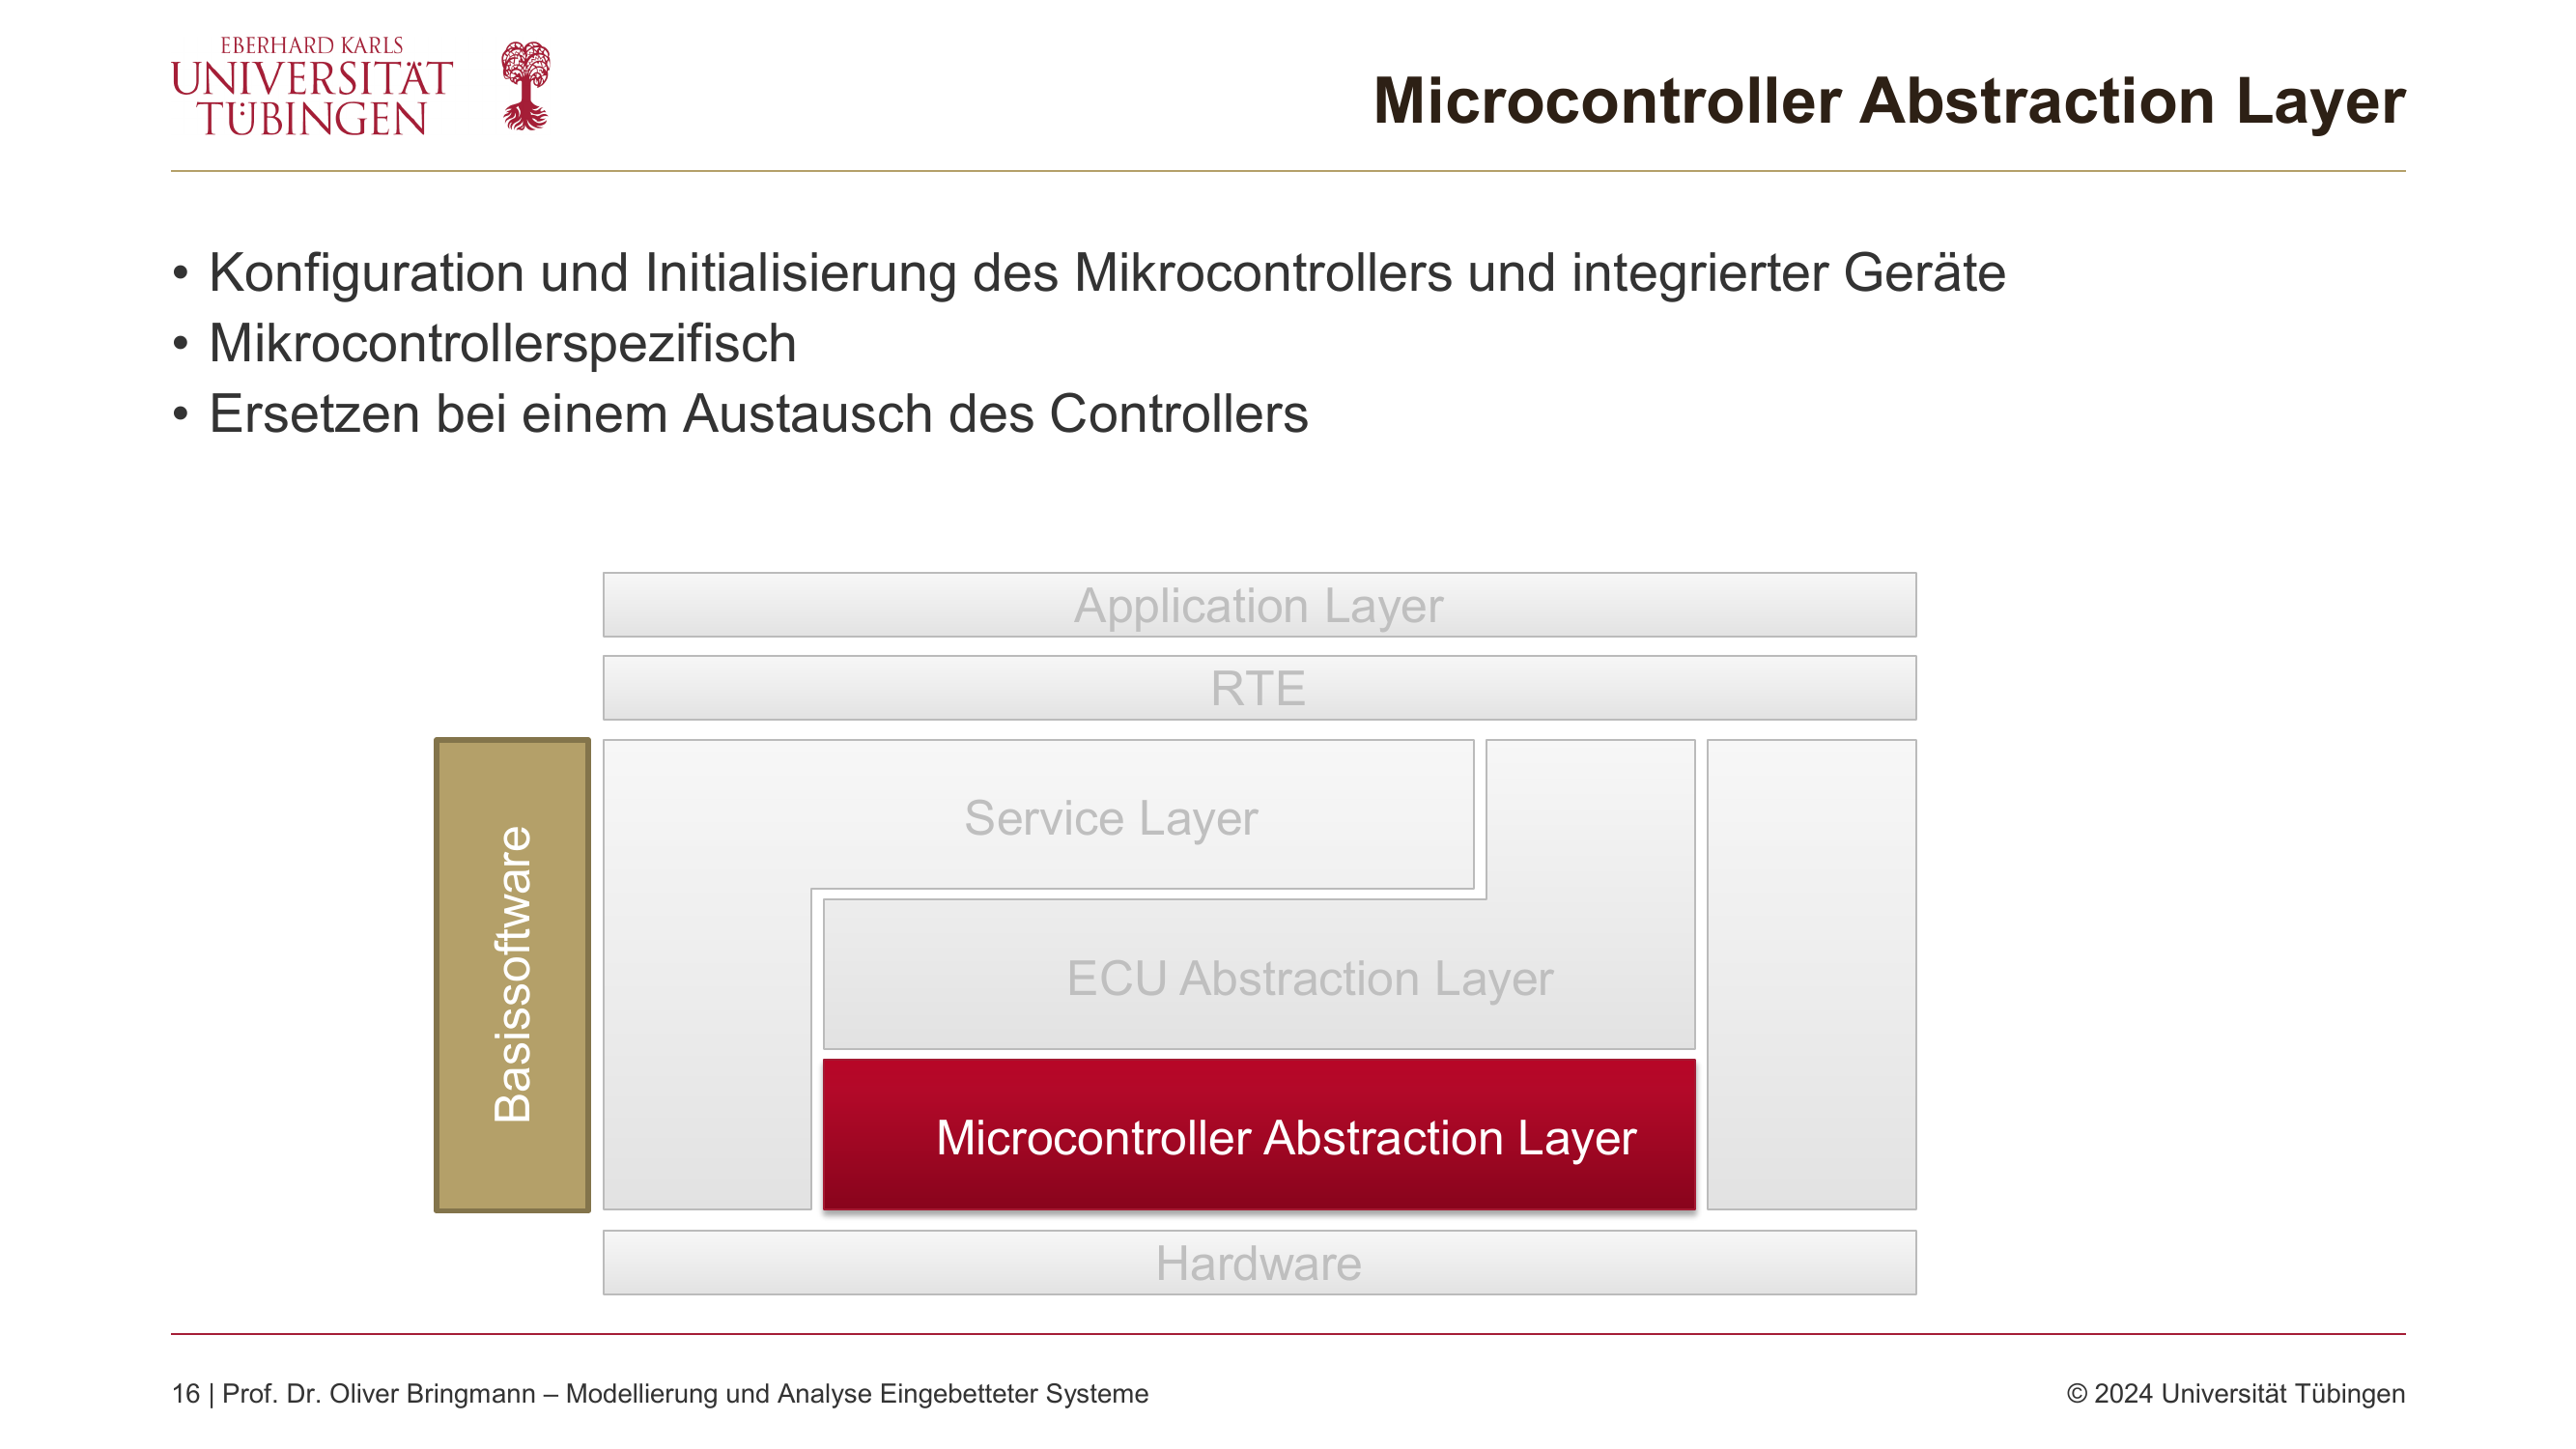 EBERHARD KARLS
UNIVERSITÄT
TÜBINGEN
Microcontroller Abstraction Layer
• Konfiguration und Initialisierung des Mikrocontrollers und integrierter Geräte
• Mikrocontrollerspezifisch
• Ersetzen bei einem Austausch des Controllers
Application Layer
RTE
Basissoftware
Service Layer
ECU Abstraction Layer
Microcontroller Abstraction Layer
Hardware
16 | Prof. Dr. Oliver Bringmann – Modellierung und Analyse Eingebetteter Systeme
© 2024 Universität Tübingen